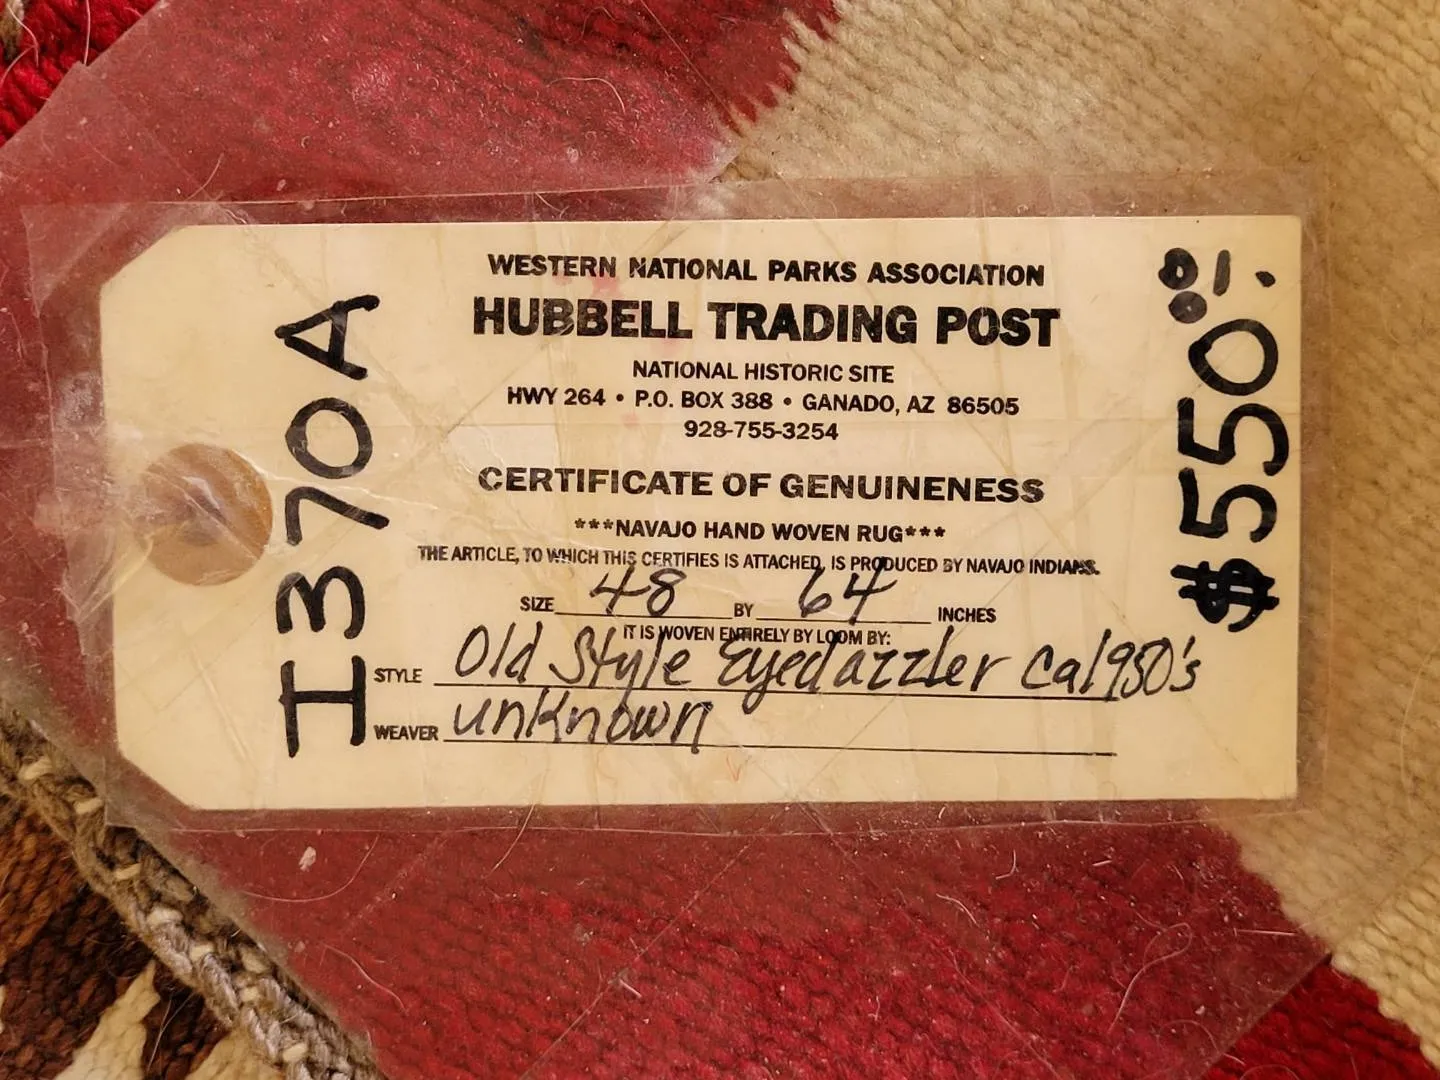 WESTERN NATIONAL PARKS ASSOCIATION
HUBBELL TRADING POST
NATIONAL HISTORIC SITE
HWY 264 • P.O. BOX 388 • GANADO, AZ 86505
928-755-3254
CERTIFICATE OF GENUINENESS
***NAVAJO HAND WOVEN RUG***
THE ARTICLE, TO WHICH THIS CERTIFIES IS ATTACHED, IS PRODUCED BY NAVAJO INDIANS.
SIZE 48 BY 64 INCHES
IT IS WOVEN ENTIRELY BY LOOM BY:
STYLE Old Style Eyedazzler Ca1950's
WEAVER unknown
I370A
$550.00